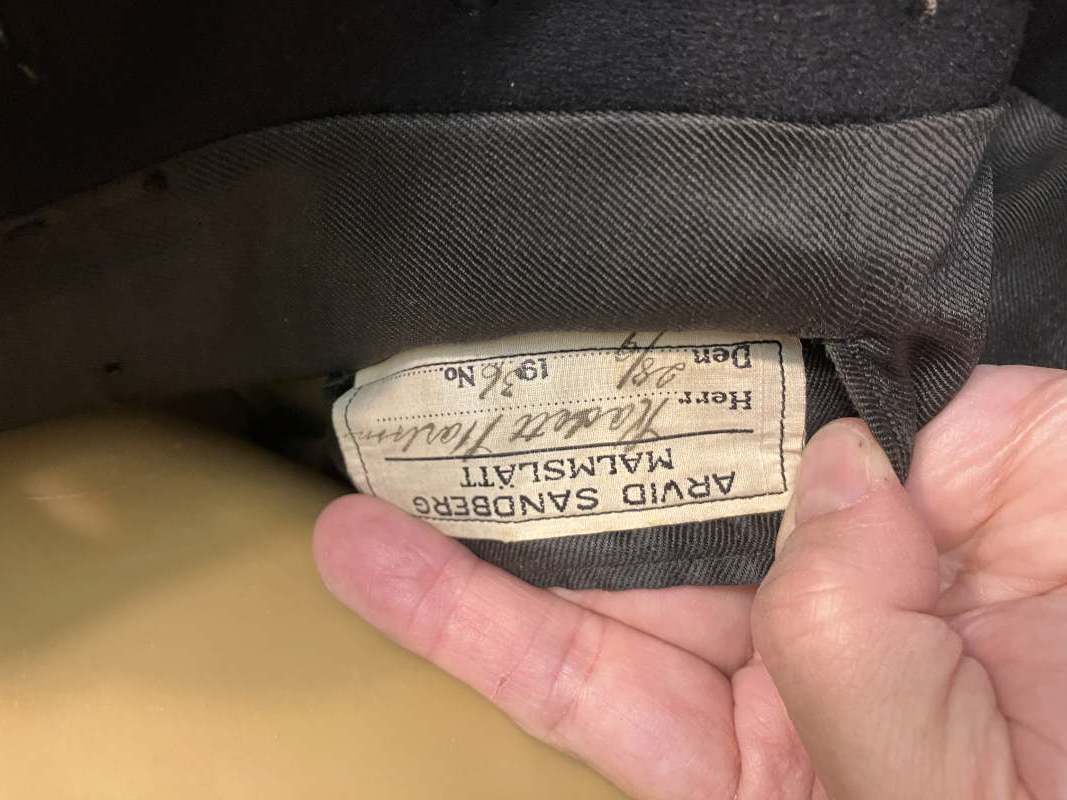 ARVID SANDBERG
MALMSLÄTT
Herr Kadett
Den 28/9 1936 No